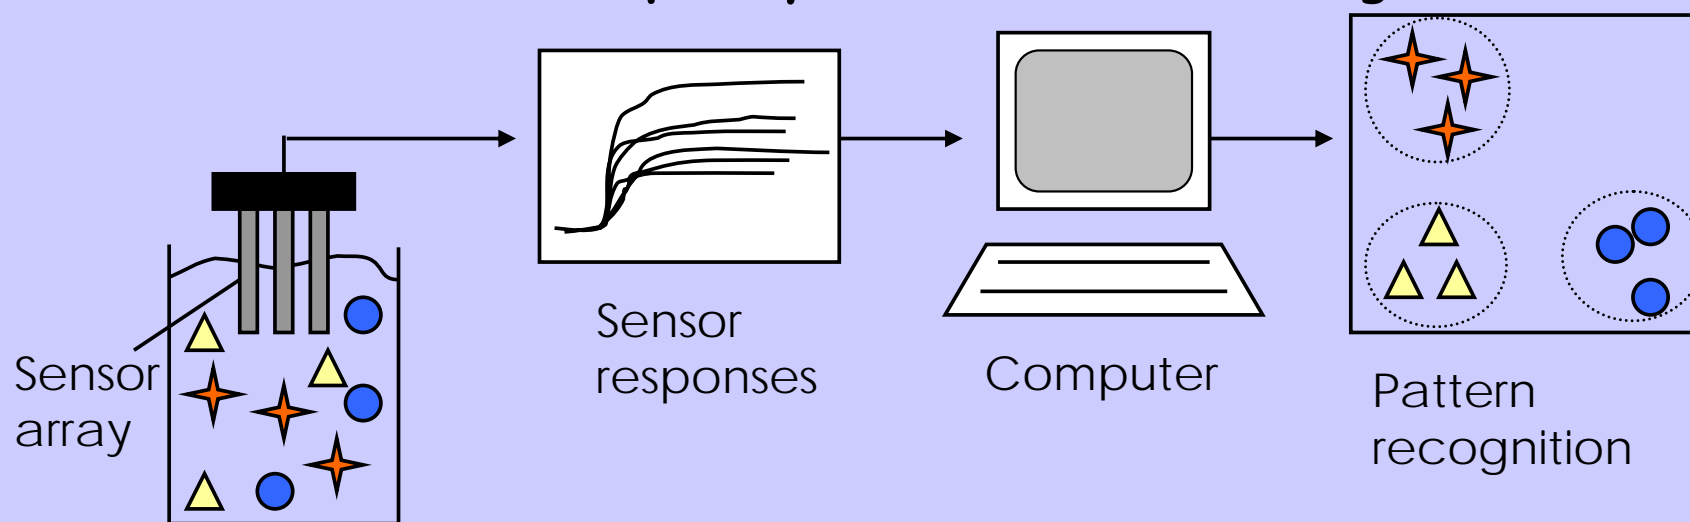 Sensor
array
Sensor
responses
Computer
Pattern
recognition